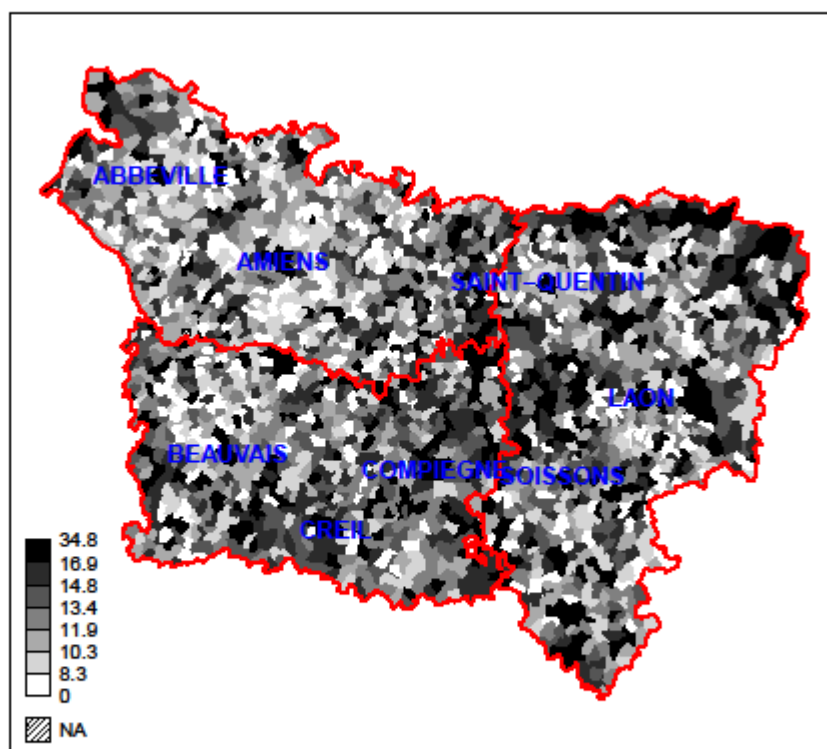 ABBEVILLE
AMIENS
SAINT-QUENTIN
LAON
BEAUVAIS
COMPIEGNE
SOISSONS
CREIL
34.8
16.9
14.8
13.4
11.9
10.3
8.3
0
NA